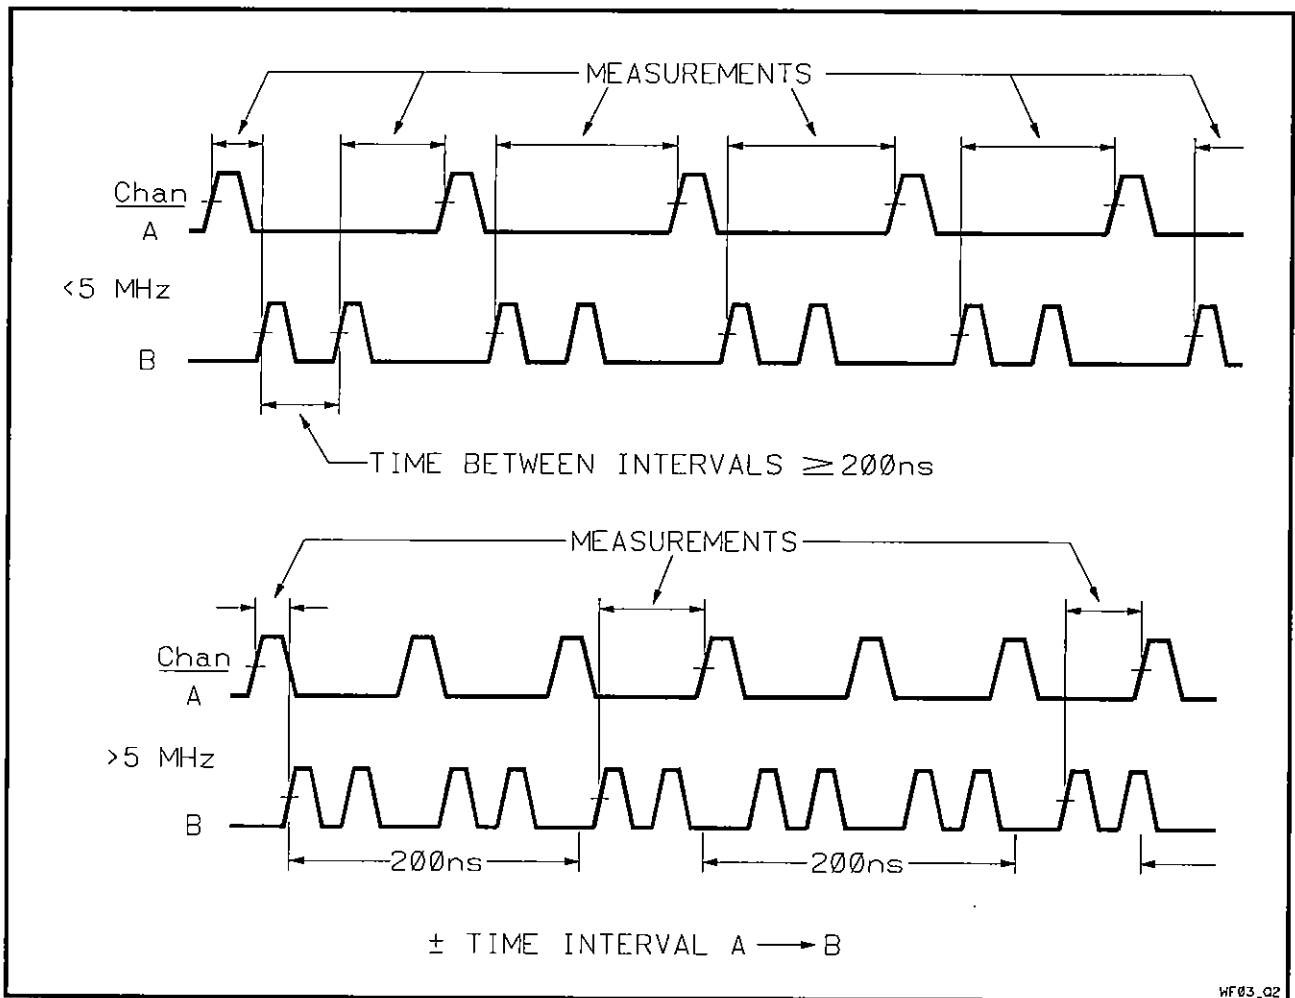 MEASUREMENTS
Chan
A
<5 MHz
B
TIME BETWEEN INTERVALS ≥200ns
MEASUREMENTS
Chan
A
>5 MHz
B
200ns 200ns
± TIME INTERVAL A → B
WF03_02